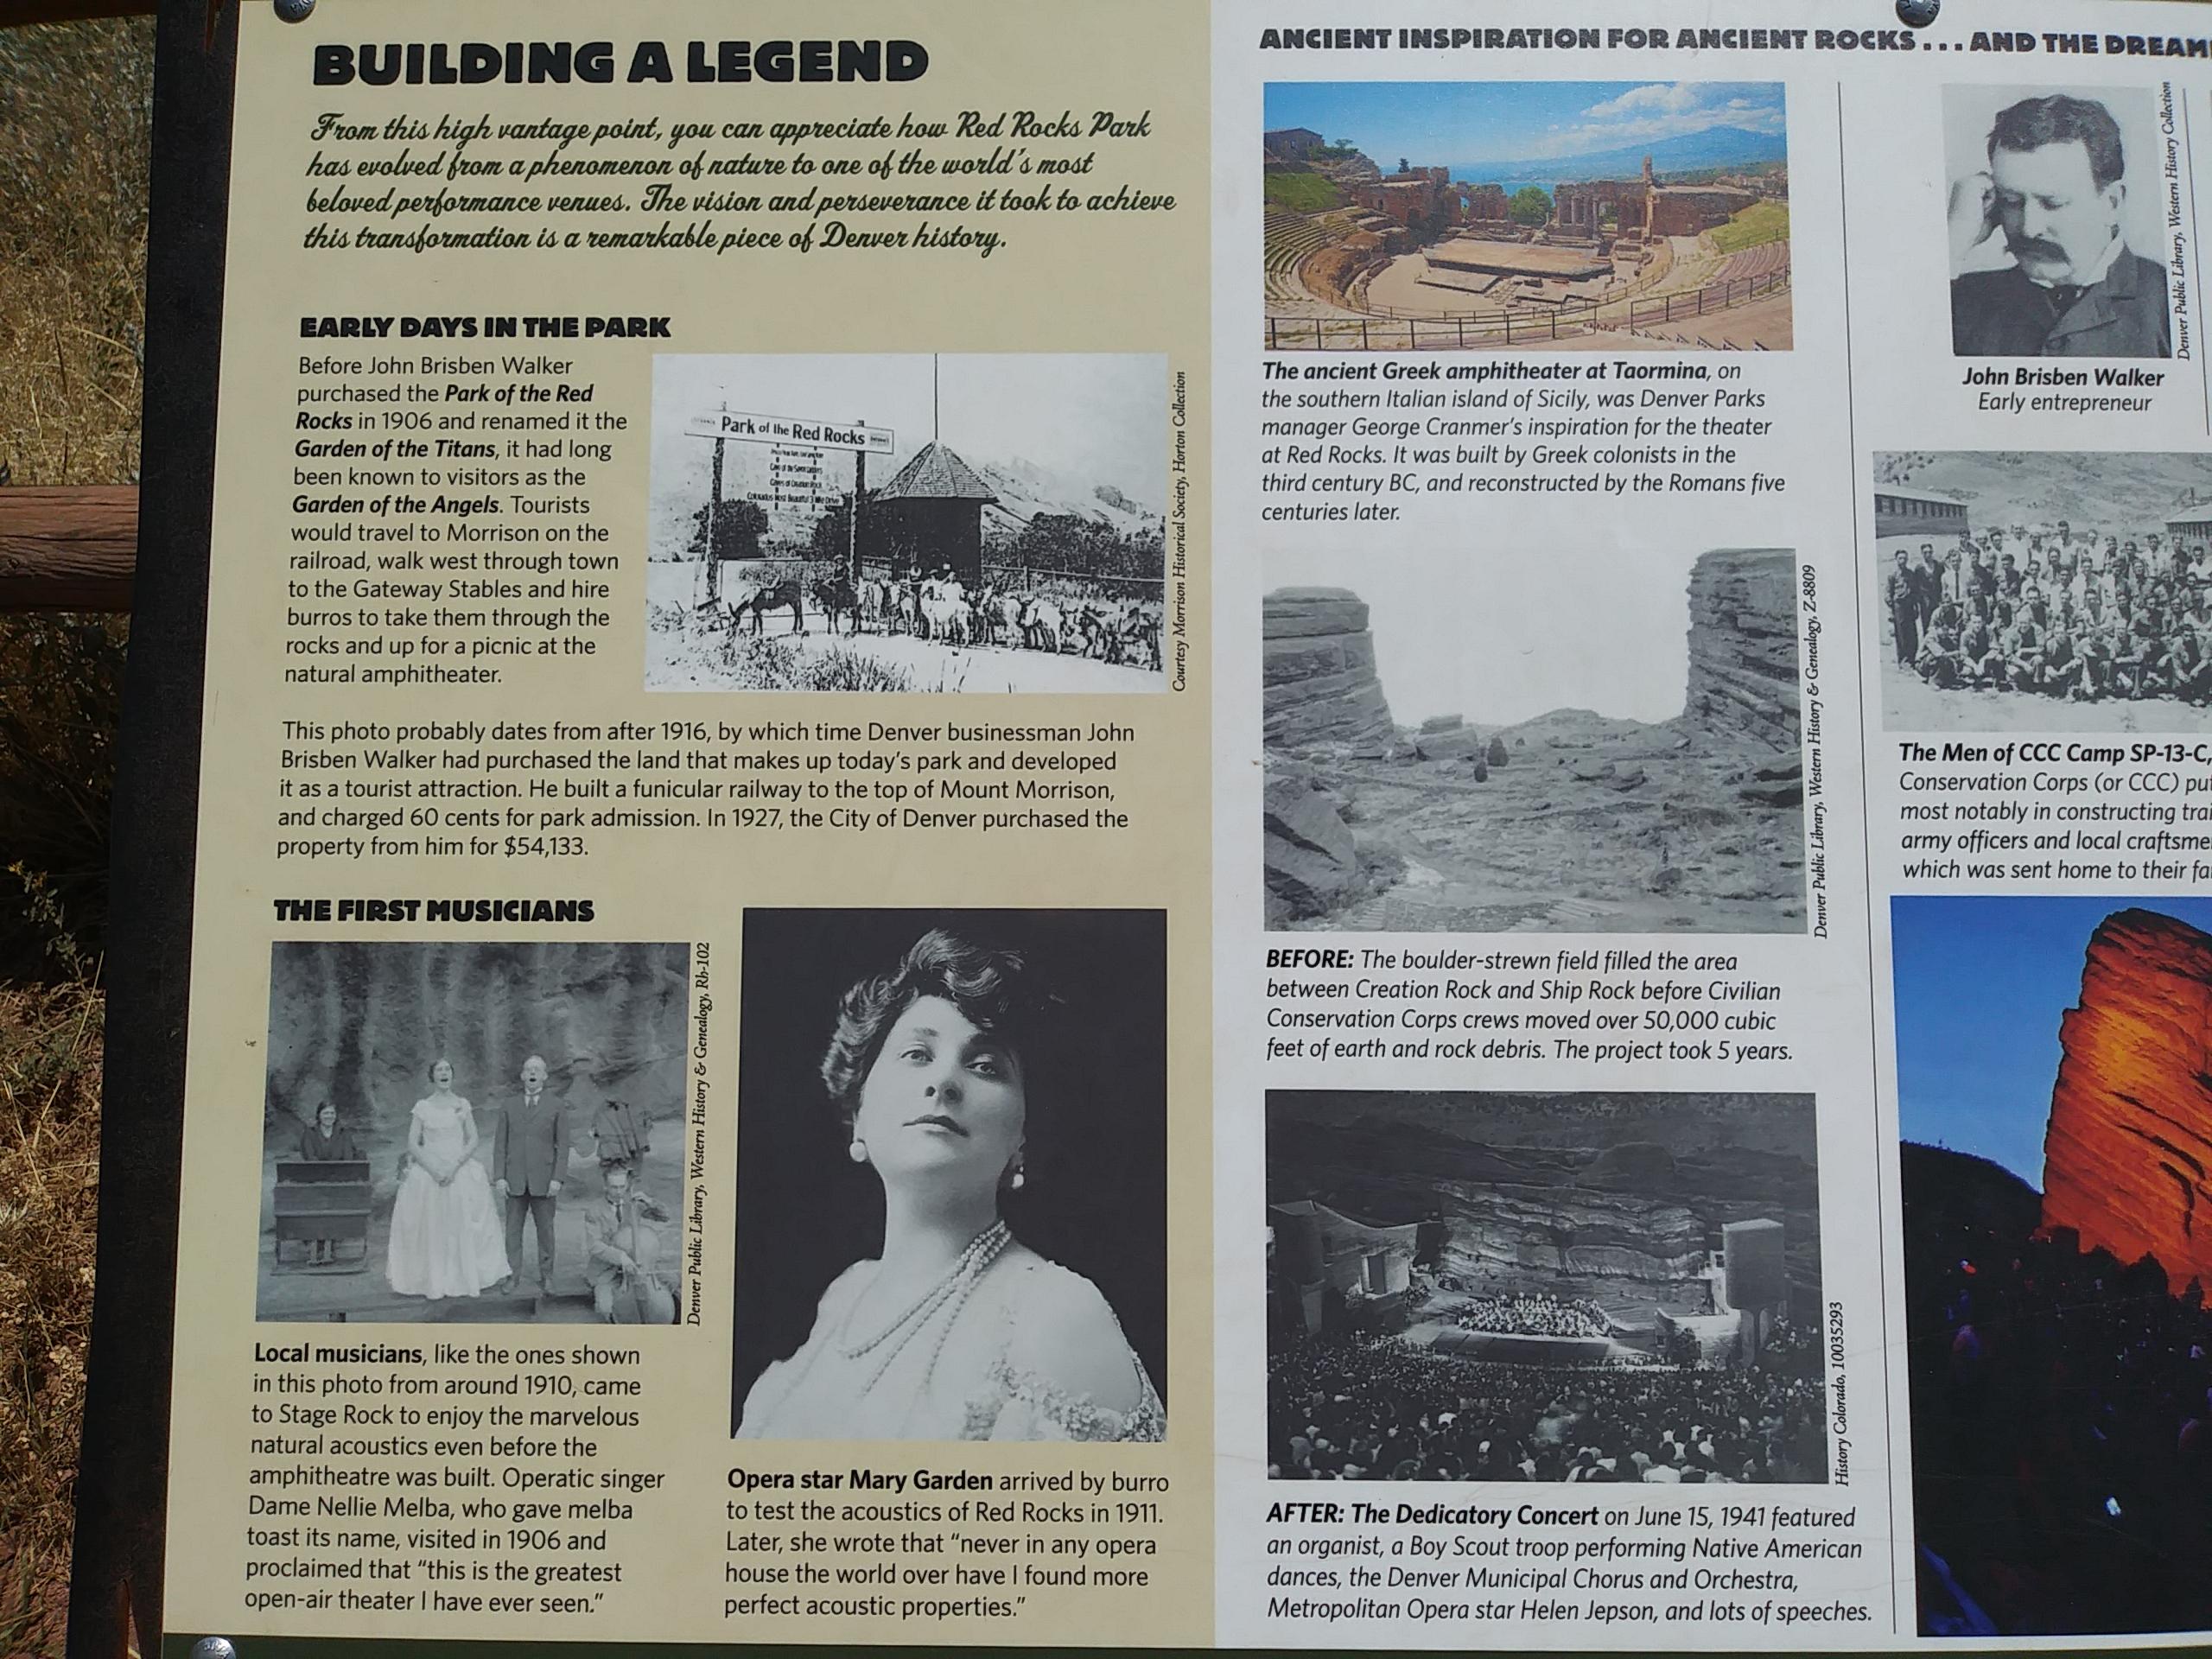 BUILDING A LEGEND
From this high vantage point, you can appreciate how Red Rocks Park
has evolved from a phenomenon of nature to one of the world's most
beloved performance venues. The vision and perseverance it took to achieve
this transformation is a remarkable piece of Denver history.
EARLY DAYS IN THE PARK
Before John Brisben Walker
purchased the Park of the Red
Rocks in 1906 and renamed it the
Garden of the Titans, it had long
been known to visitors as the
Garden of the Angels. Tourists
would travel to Morrison on the
railroad, walk west through town
to the Gateway Stables and hire
burros to take them through the
rocks and up for a picnic at the
natural amphitheater.
Park of the Red Rocks
Courtesy Morrison Historical Society, Horton Collection
This photo probably dates from after 1916, by which time Denver businessman John
Brisben Walker had purchased the land that makes up today's park and developed
it as a tourist attraction. He built a funicular railway to the top of Mount Morrison,
and charged 60 cents for park admission. In 1927, the City of Denver purchased the
property from him for $54,133.
THE FIRST MUSICIANS
Denver Public Library, Western History & Genealogy, Rh-102
Local musicians, like the ones shown
in this photo from around 1910, came
to Stage Rock to enjoy the marvelous
natural acoustics even before the
amphitheatre was built. Operatic singer
Dame Nellie Melba, who gave melba
toast its name, visited in 1906 and
proclaimed that "this is the greatest
open-air theater I have ever seen."
Opera star Mary Garden arrived by burro
to test the acoustics of Red Rocks in 1911.
Later, she wrote that "never in any opera
house the world over have I found more
perfect acoustic properties."
ANCIENT INSPIRATION FOR ANCIENT ROCKS . . . AND THE DREAM
The ancient Greek amphitheater at Taormina, on
the southern Italian island of Sicily, was Denver Parks
manager George Cranmer's inspiration for the theater
at Red Rocks. It was built by Greek colonists in the
third century BC, and reconstructed by the Romans five
centuries later.
Denver Public Library, Western History & Genealogy, Z-8809
BEFORE: The boulder-strewn field filled the area
between Creation Rock and Ship Rock before Civilian
Conservation Corps crews moved over 50,000 cubic
feet of earth and rock debris. The project took 5 years.
History Colorado, 10035293
AFTER: The Dedicatory Concert on June 15, 1941 featured
an organist, a Boy Scout troop performing Native American
dances, the Denver Municipal Chorus and Orchestra,
Metropolitan Opera star Helen Jepson, and lots of speeches.
Denver Public Library, Western History Collection
John Brisben Walker
Early entrepreneur
The Men of CCC Camp SP-13-C,
Conservation Corps (or CCC) put
most notably in constructing trai
army officers and local craftsme
which was sent home to their fa